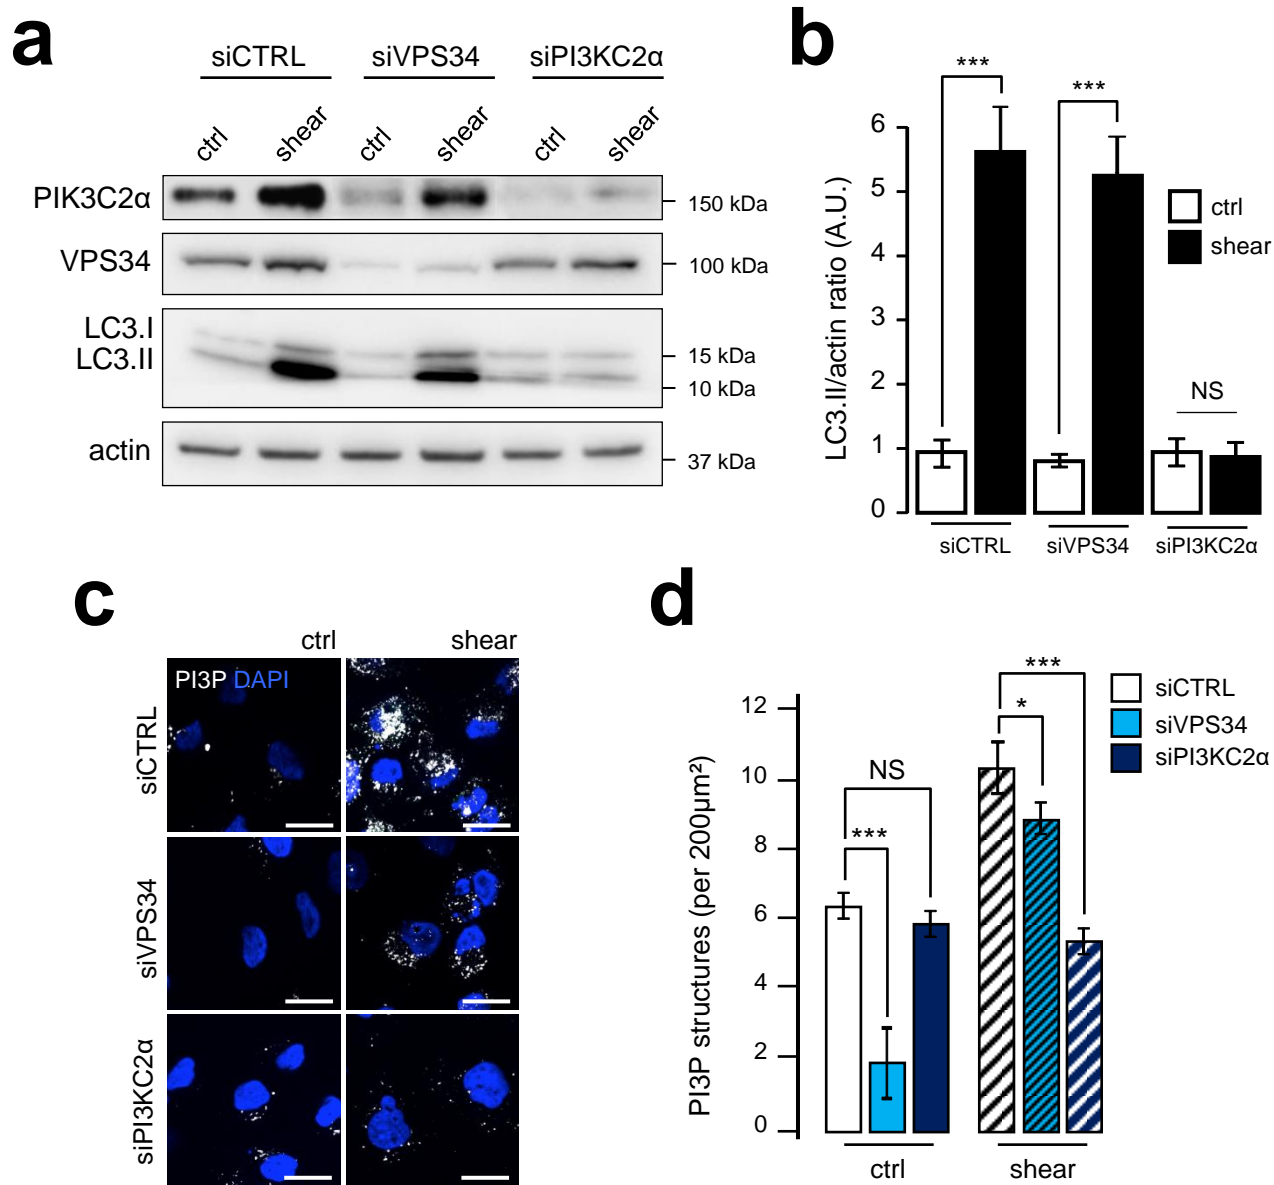 a
siCTRL siVPS34 siPI3KC2α
ctrl shear ctrl shear ctrl shear
PIK3C2α
150 kDa
VPS34
100 kDa
LC3.I
LC3.II
15 kDa
10 kDa
actin
37 kDa
b
LC3.II/actin ratio (A.U.)
6
5
4
3
2
1
0
***
***
NS
ctrl
shear
siCTRL siVPS34 siPI3KC2α
c
ctrl shear
PI3P DAPI
siCTRL
siVPS34
siPI3KC2α
d
PI3P structures (per 200µm²)
12
10
8
6
4
2
0
NS
***
***
*
siCTRL
siVPS34
siPI3KC2α
ctrl shear